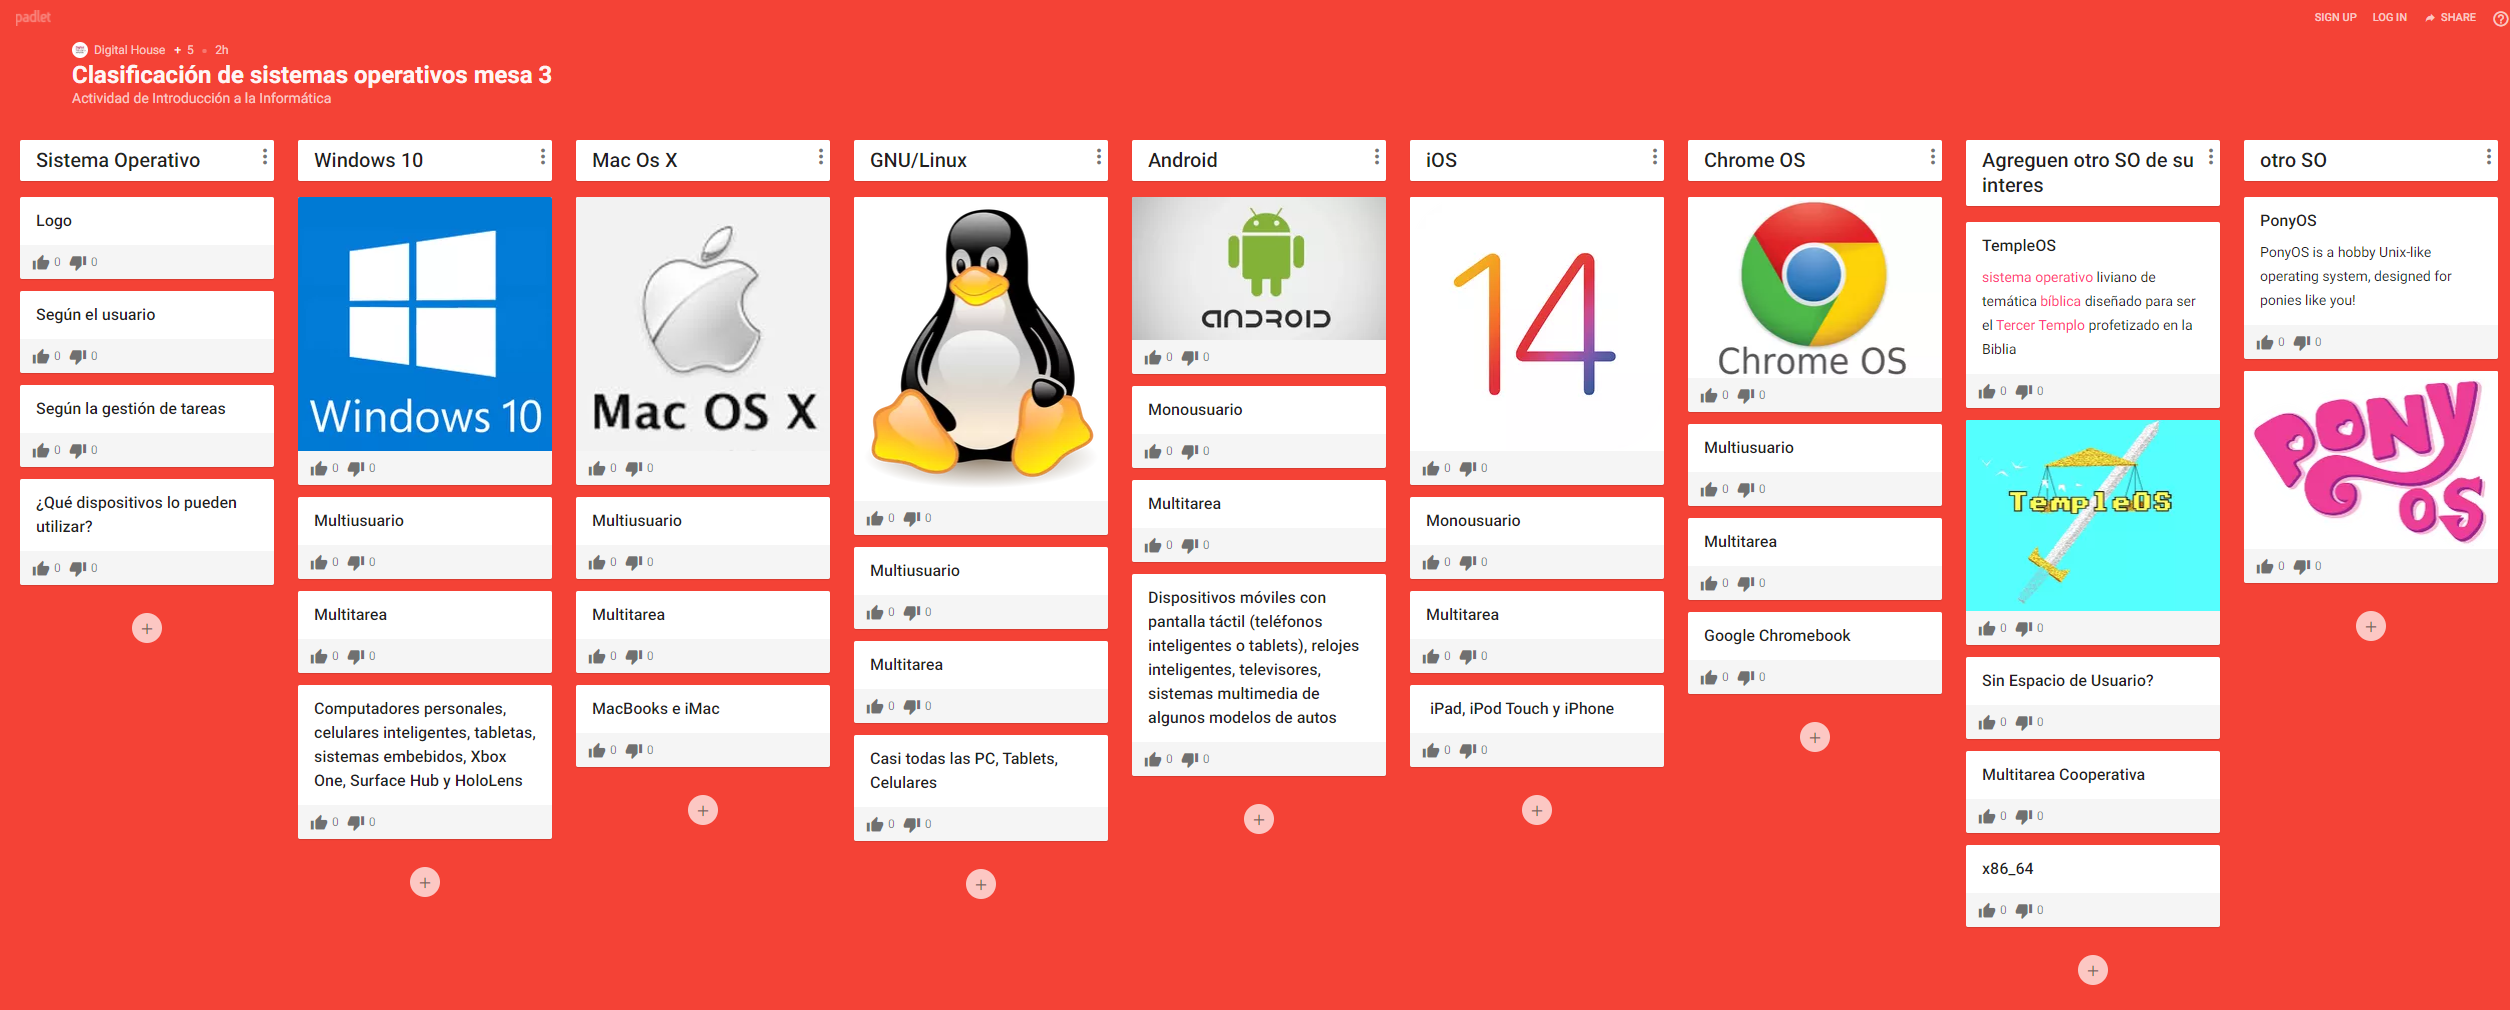 padlet
SIGN UP LOG IN SHARE
Digital House + 5 • 2h
Clasificación de sistemas operativos mesa 3
Actividad de Introducción a la Informática
Sistema Operativo
Logo
0 0
Según el usuario
0 0
Según la gestión de tareas
0 0
¿Qué dispositivos lo pueden
utilizar?
0 0
+
Windows 10
Windows 10
0 0
Multiusuario
0 0
Multitarea
0 0
Computadores personales,
celulares inteligentes, tabletas,
sistemas embebidos, Xbox
One, Surface Hub y HoloLens
0 0
+
Mac Os X
Mac OS X
0 0
Multiusuario
0 0
Multitarea
0 0
MacBooks e iMac
0 0
+
GNU/Linux
0 0
Multiusuario
0 0
Multitarea
0 0
Casi todas las PC, Tablets,
Celulares
0 0
+
Android
ANDROID
0 0
Monousuario
0 0
Multitarea
0 0
Dispositivos móviles con
pantalla táctil (teléfonos
inteligentes o tablets), relojes
inteligentes, televisores,
sistemas multimedia de
algunos modelos de autos
0 0
+
iOS
14
0 0
Monousuario
0 0
Multitarea
0 0
iPad, iPod Touch y iPhone
0 0
+
Chrome OS
Chrome OS
0 0
Multiusuario
0 0
Multitarea
0 0
Google Chromebook
0 0
+
Agreguen otro SO de su
interes
TempleOS
sistema operativo liviano de
temática bíblica diseñado para ser
el Tercer Templo profetizado en la
Biblia
0 0
TempleOS
0 0
Sin Espacio de Usuario?
0 0
Multitarea Cooperativa
0 0
x86_64
0 0
+
otro SO
PonyOS
PonyOS is a hobby Unix-like
operating system, designed for
ponies like you!
0 0
PONY
OS
0 0
+